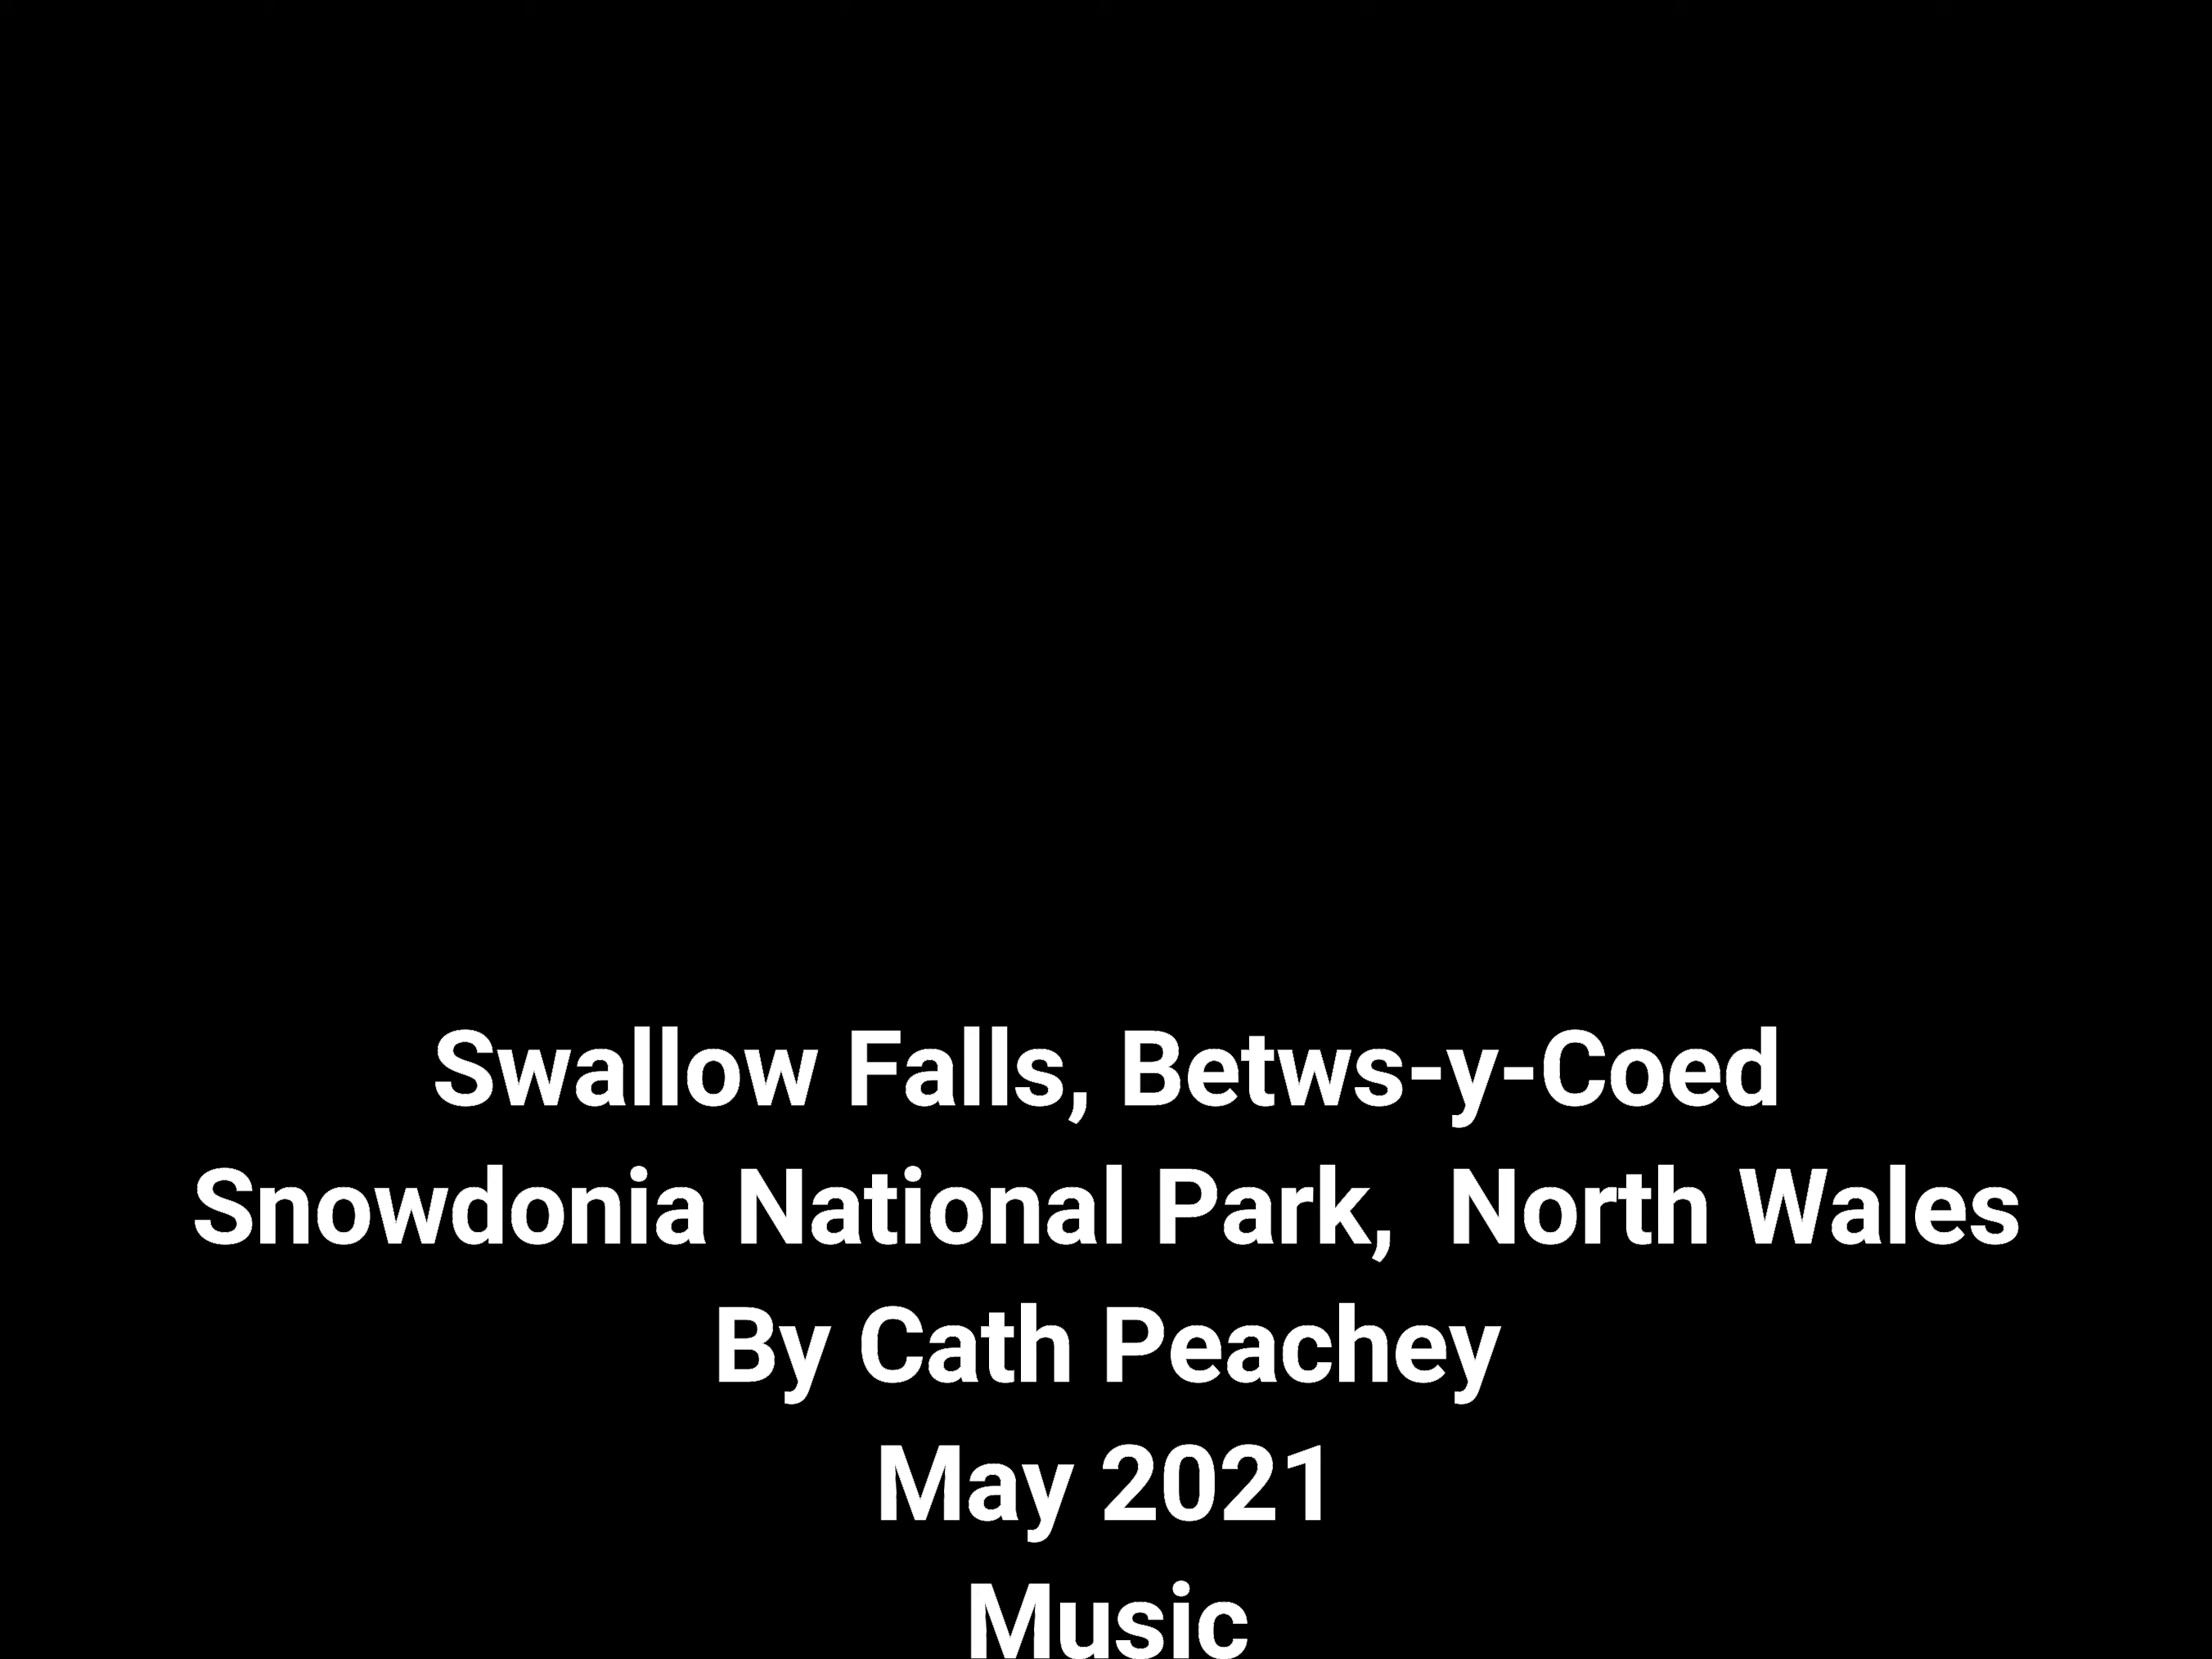 Swallow Falls, Betws-y-Coed
Snowdonia National Park,  North Wales
By Cath Peachey
May 2021
Music